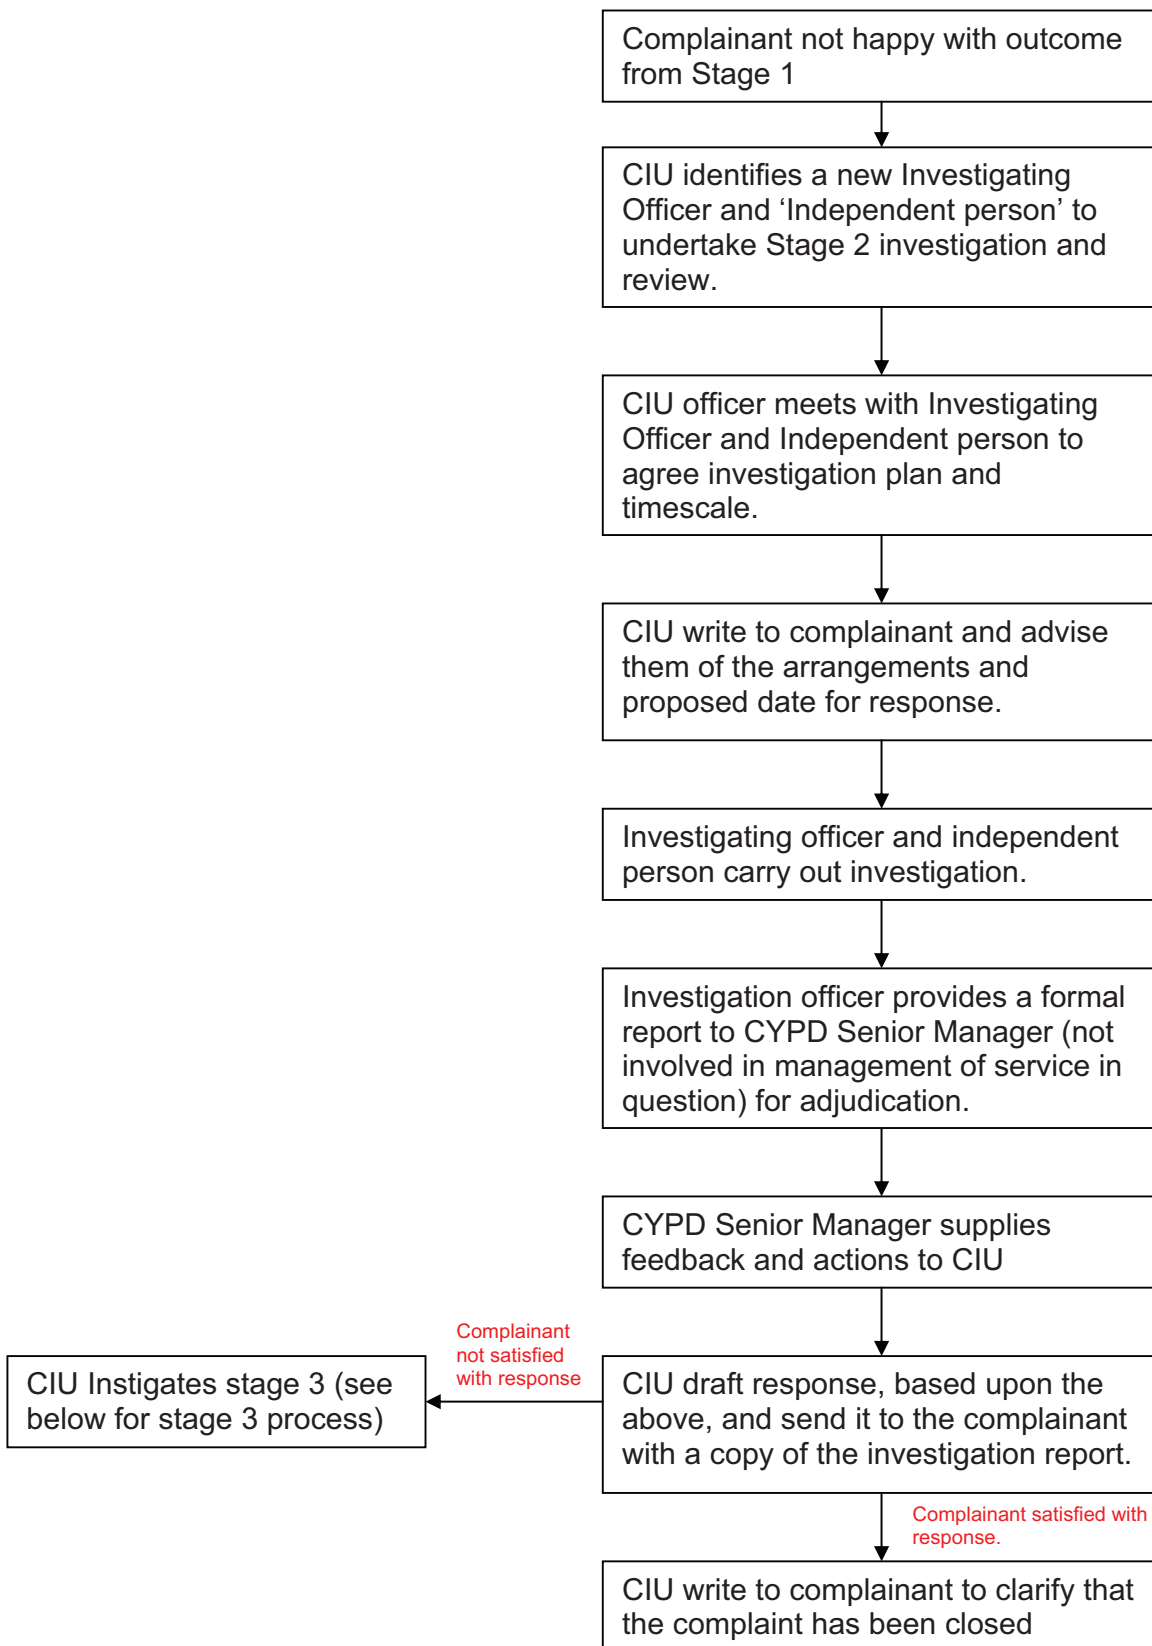 Complainant not happy with outcome
from Stage 1
CIU identifies a new Investigating
Officer and ‘Independent person’ to
undertake Stage 2 investigation and
review.
CIU officer meets with Investigating
Officer and Independent person to
agree investigation plan and
timescale.
CIU write to complainant and advise
them of the arrangements and
proposed date for response.
Investigating officer and independent
person carry out investigation.
Investigation officer provides a formal
report to CYPD Senior Manager (not
involved in management of service in
question) for adjudication.
CYPD Senior Manager supplies
feedback and actions to CIU
CIU draft response, based upon the
above, and send it to the complainant
with a copy of the investigation report.
Complainant
not satisfied
with response
CIU Instigates stage 3 (see
below for stage 3 process)
Complainant satisfied with
response.
CIU write to complainant to clarify that
the complaint has been closed